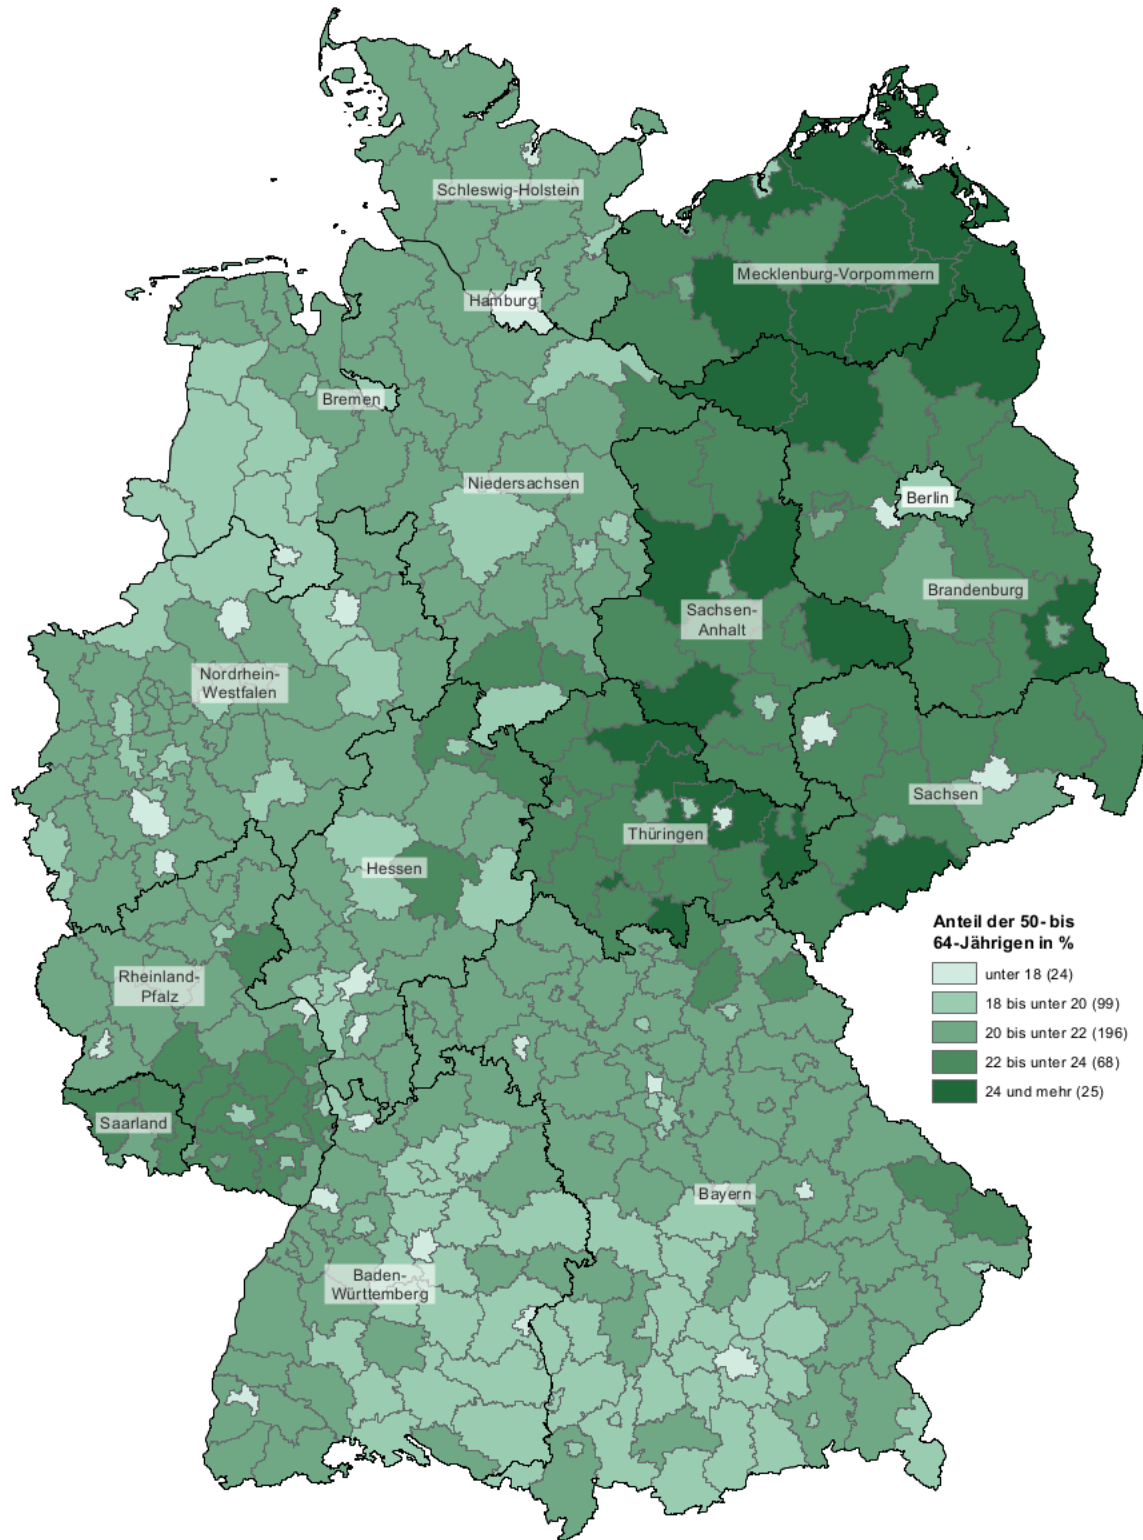 Schleswig-Holstein
Mecklenburg-Vorpommern
Hamburg
Bremen
Niedersachsen
Berlin
Brandenburg
Sachsen-
Anhalt
Nordrhein-
Westfalen
Sachsen
Thüringen
Hessen
Rheinland-
Pfalz
Saarland
Bayern
Baden-
Württemberg
Anteil der 50- bis
64-Jährigen in %
unter 18 (24)
18 bis unter 20 (99)
20 bis unter 22 (196)
22 bis unter 24 (68)
24 und mehr (25)